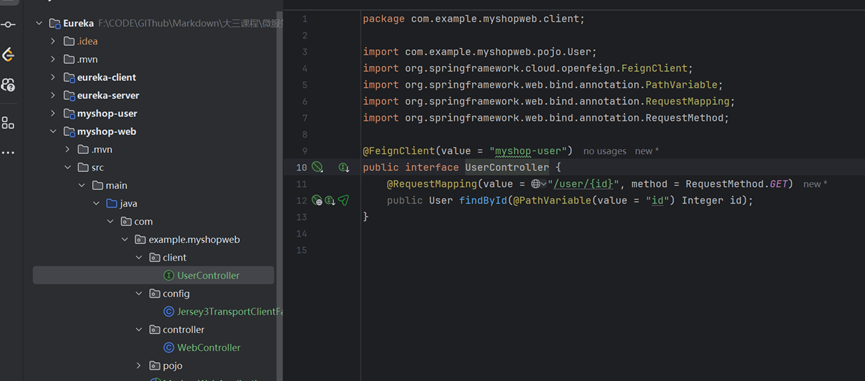 Eureka F:\CODE\GIThub\Markdown\大三课程\微服
.idea
.mvn
eureka-client
eureka-server
myshop-user
myshop-web
.mvn
src
main
java
com
example.myshopweb
client
UserController
config
Jersey3TransportClientFa
controller
WebController
pojo
1 package com.example.myshopweb.client;
2
3 import com.example.myshopweb.pojo.User;
4 import org.springframework.cloud.openfeign.FeignClient;
5 import org.springframework.web.bind.annotation.PathVariable;
6 import org.springframework.web.bind.annotation.RequestMapping;
7 import org.springframework.web.bind.annotation.RequestMethod;
8
9 @FeignClient(value = "myshop-user") no usages new *
10 public interface UserController {
11 @RequestMapping(value = "/user/{id}", method = RequestMethod.GET) new *
12 public User findById(@PathVariable(value = "id") Integer id);
13 }
14
15